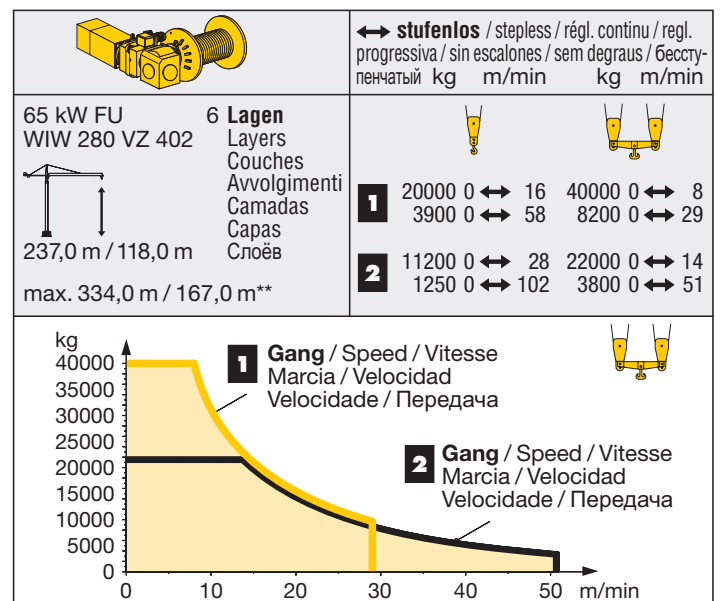 ↔ stufenlos / stepless / régl. continu / regl.
progressiva / sin escalones / sem degraus / бессту-
пенчатый kg m/min kg m/min
65 kW FU
WIW 280 VZ 402
237,0 m / 118,0 m
max. 334,0 m / 167,0 m**
6 Lagen
Layers
Couches
Avvolgimenti
Camadas
Capas
Слоёв
1
20000 0 ↔ 16 40000 0 ↔ 8
3900 0 ↔ 58 8200 0 ↔ 29
2
11200 0 ↔ 28 22000 0 ↔ 14
1250 0 ↔ 102 3800 0 ↔ 51
kg
40000
35000
30000
25000
20000
15000
10000
5000
0
1 Gang / Speed / Vitesse
Marcia / Velocidad
Velocidade / Передача
2 Gang / Speed / Vitesse
Marcia / Velocidad
Velocidade / Передача
0 10 20 30 40 50 m/min